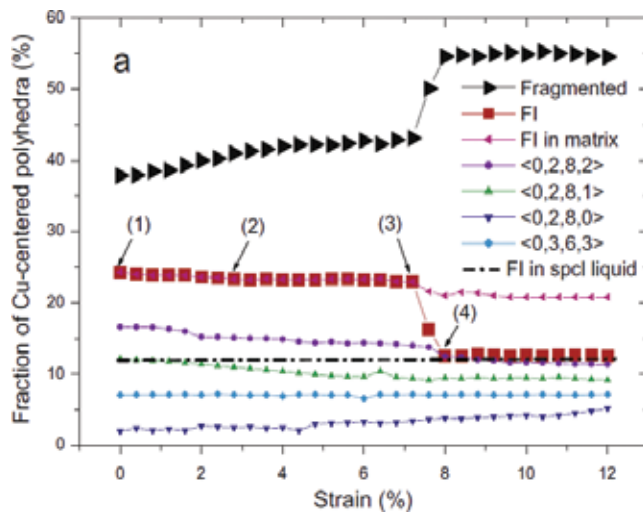 a
Fraction of Cu-centered polyhedra (%)
60
50
40
30
20
10
0
Fragmented
FI
FI in matrix
<0,2,8,2>
<0,2,8,1>
<0,2,8,0>
<0,3,6,3>
FI in spcl liquid
(1)
(2)
(3)
(4)
0 2 4 6 8 10 12
Strain (%)